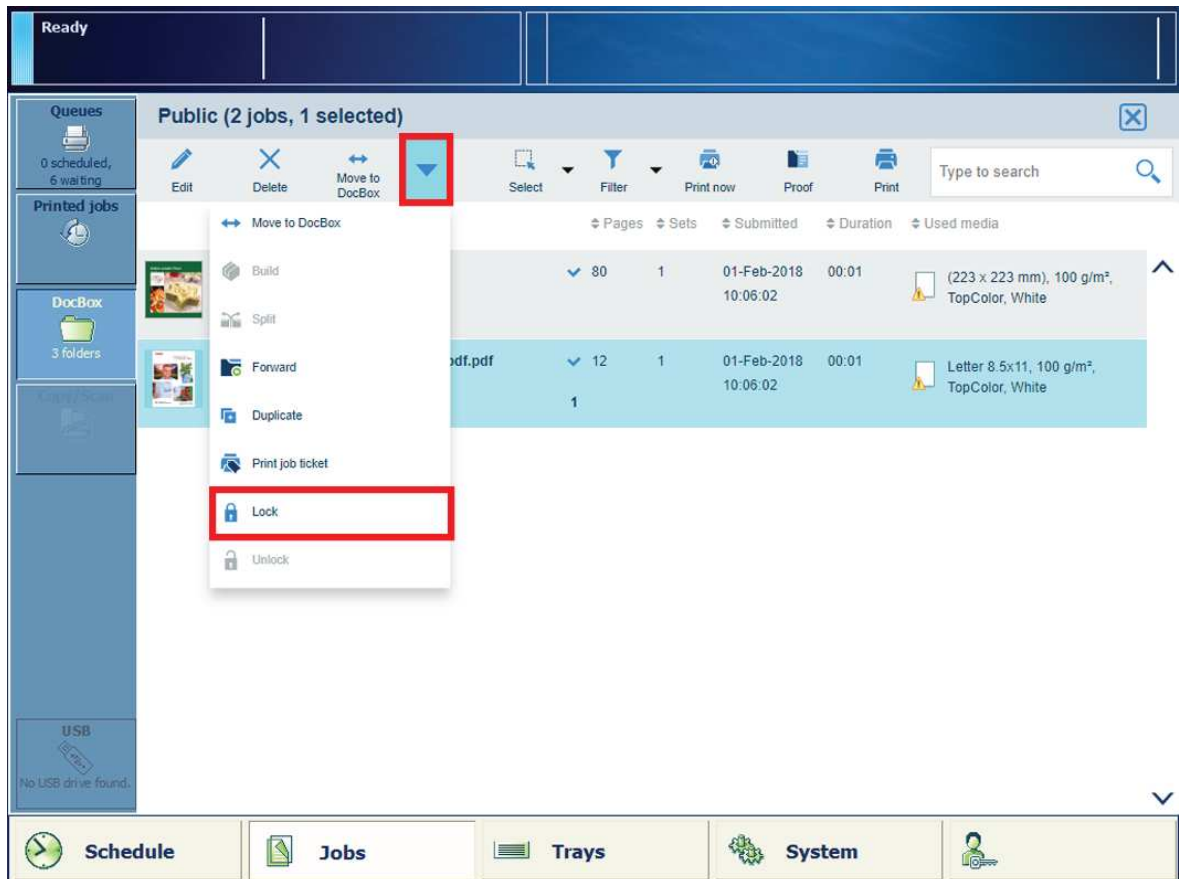 Ready
Queues
0 scheduled,
6 waiting
Printed jobs
DocBox
3 folders
Copy/Scan
USB
No USB drive found.
Public (2 jobs, 1 selected)
Edit
Delete
Move to
DocBox
Select
Filter
Print now
Proof
Print
Type to search
Pages
Sets
Submitted
Duration
Used media
80
1
01-Feb-2018
10:06:02
00:01
(223 x 223 mm), 100 g/m²,
TopColor, White
pdf.pdf
12
1
01-Feb-2018
10:06:02
00:01
Letter 8.5x11, 100 g/m²,
TopColor, White
1
Move to DocBox
Build
Split
Forward
Duplicate
Print job ticket
Lock
Unlock
Schedule
Jobs
Trays
System